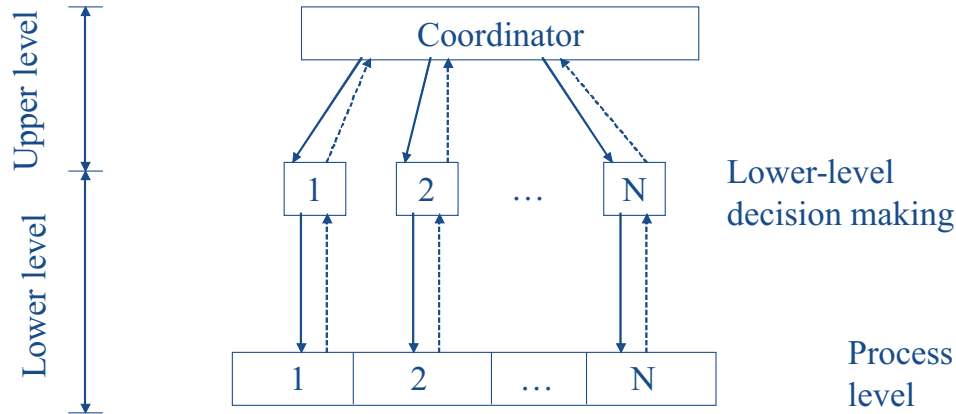 Coordinator
Upper level
1
2
…
N
Lower-level
decision making
Lower level
1
2
…
N
Process
level